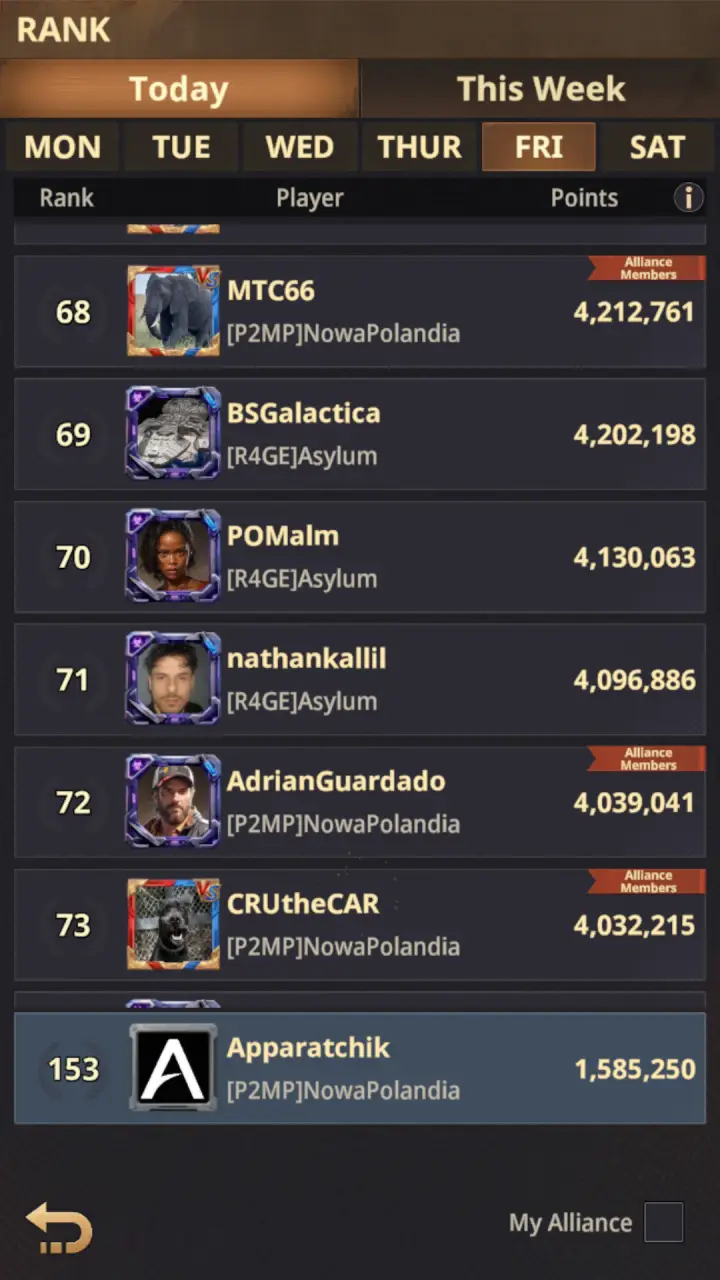 RANK
Today
This Week
MON
TUE
WED
THUR
FRI
SAT
Rank
Player
Points
i
Alliance
Members
68
VS
MTC66
[P2MP]NowaPolandia
4,212,761
69
BSGalactica
[R4GE]Asylum
4,202,198
70
POMalm
[R4GE]Asylum
4,130,063
71
nathankallil
[R4GE]Asylum
4,096,886
Alliance
Members
72
AdrianGuardado
[P2MP]NowaPolandia
4,039,041
Alliance
Members
73
VS
CRUtheCAR
[P2MP]NowaPolandia
4,032,215
153
A
Apparatchik
[P2MP]NowaPolandia
1,585,250
My Alliance